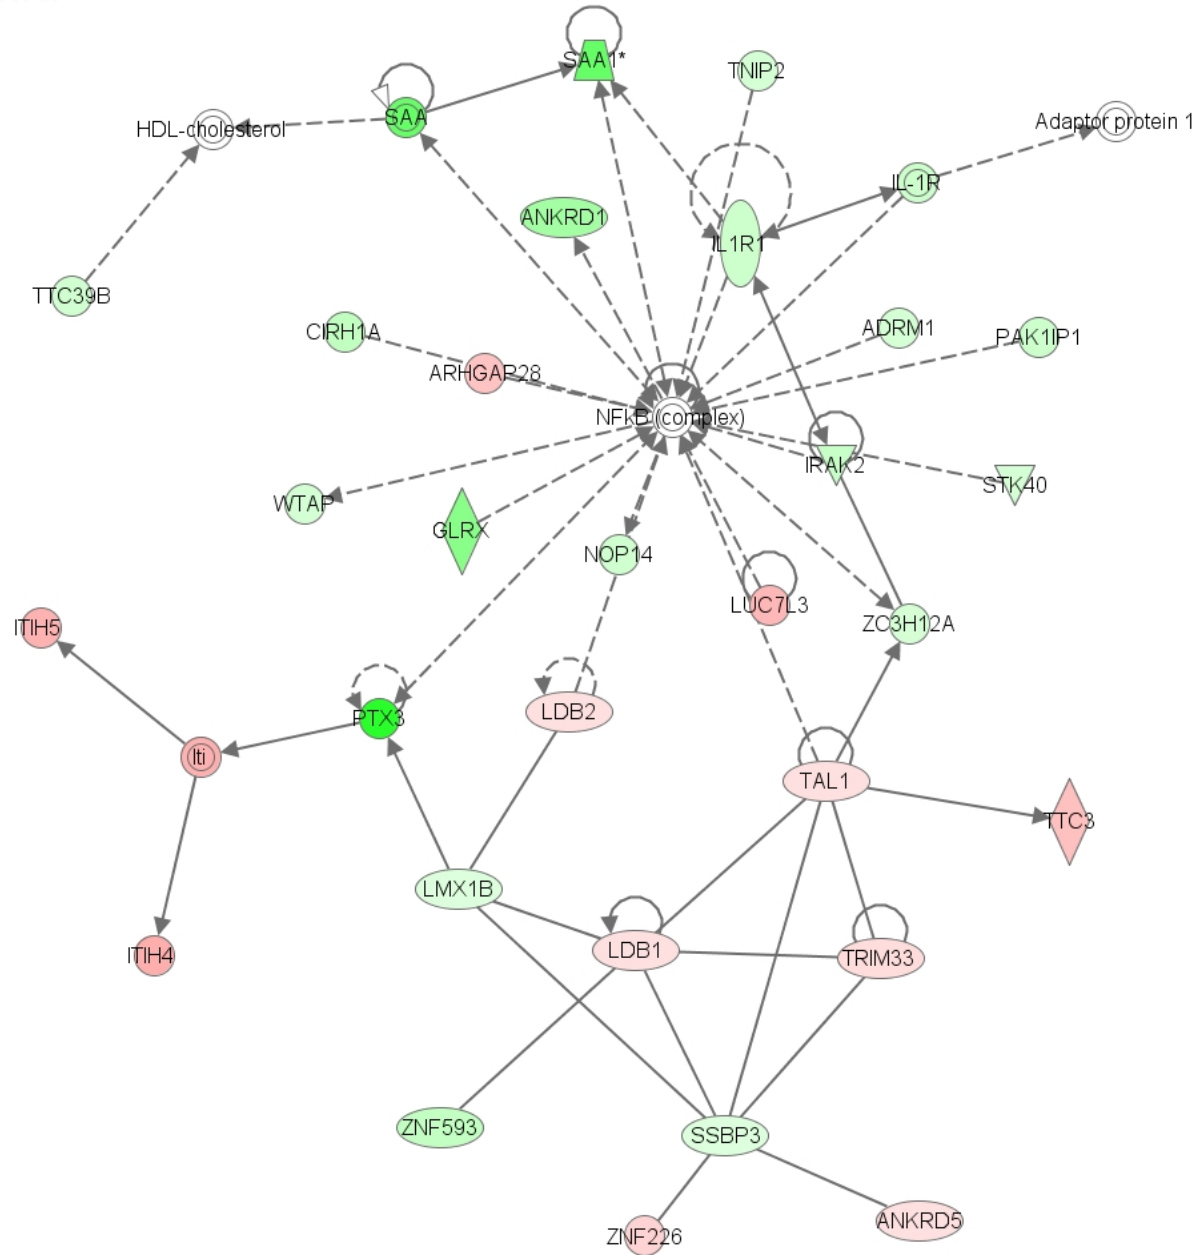 SAA1*
TNIP2
SAA
HDL-cholesterol
Adaptor protein 1
IL-1R
ANKRD1
IL1R1
TTC39B
CIRH1A
ADRM1
PAK1IP1
ARHGAP28
NFkB (complex)
IRAK2
STK40
WTAP
GLRX
NOP14
LUC7L3
ZC3H12A
ITIH5
PTX3
LDB2
Iti
TAL1
TTC3
LMX1B
LDB1
TRIM33
ITIH4
ZNF593
SSBP3
ANKRD5
ZNF226